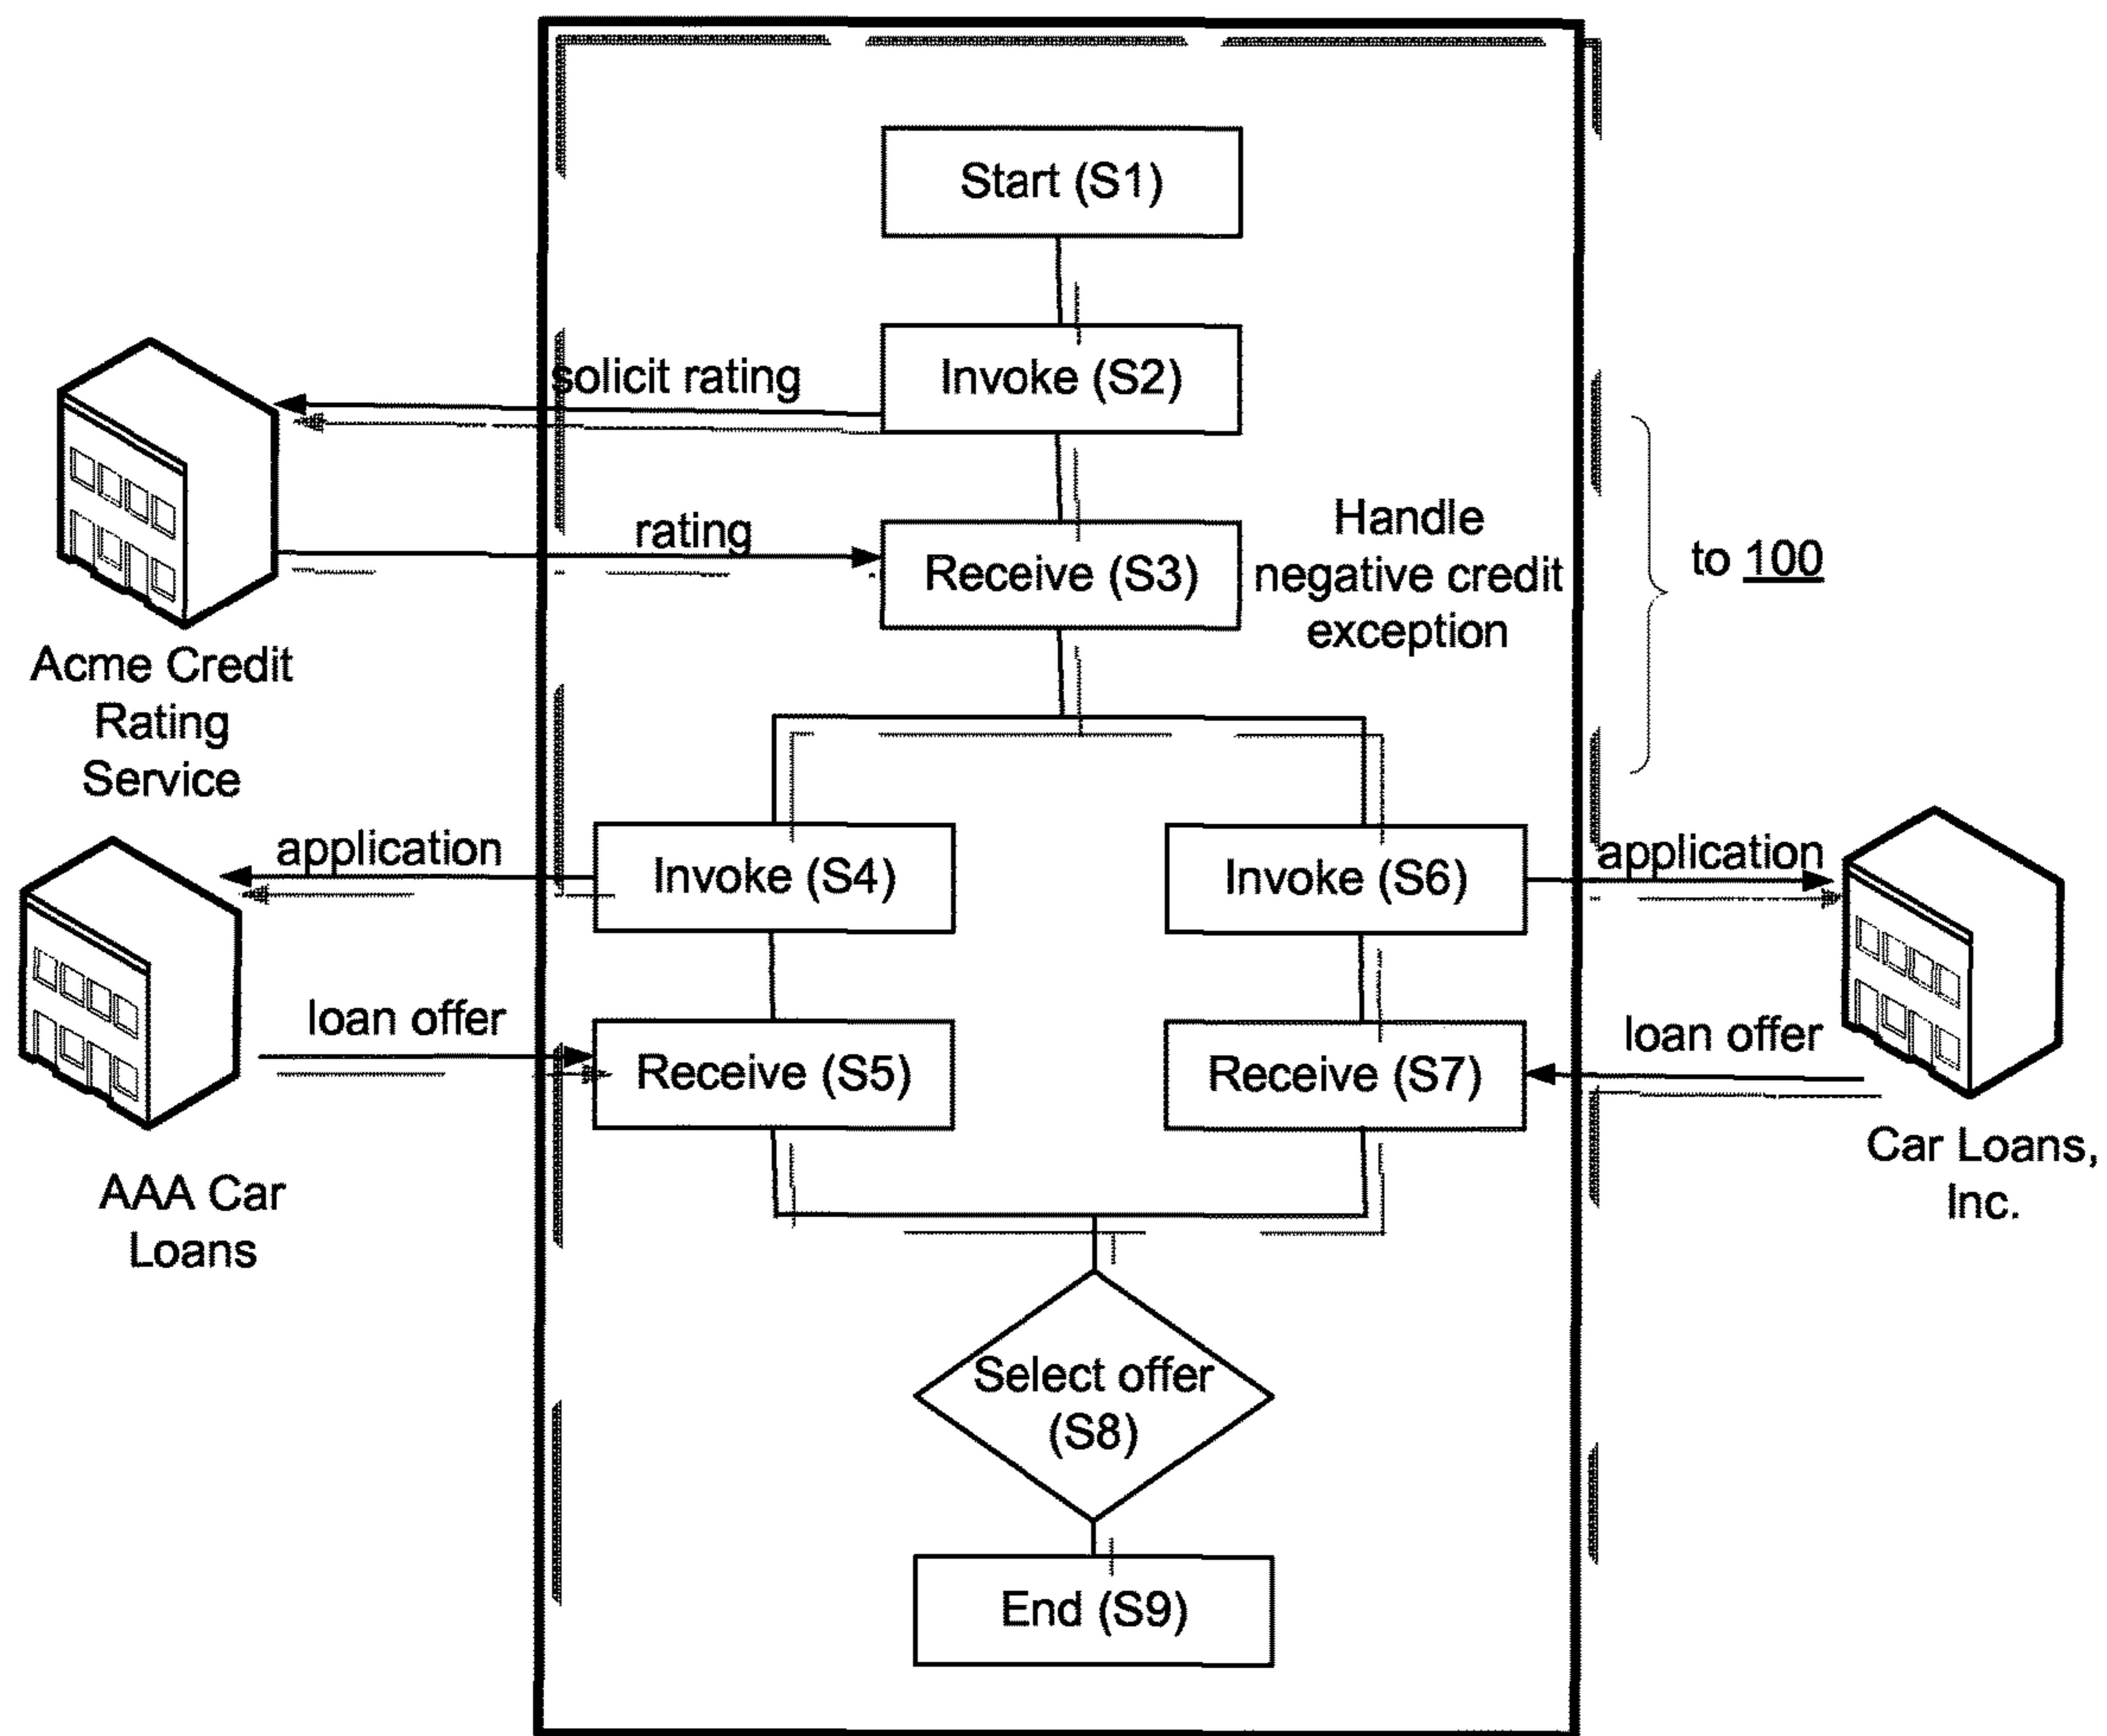 Start (S1)
solicit rating
Invoke (S2)
rating
Receive (S3)
Handle
negative credit
exception
to 100
Acme Credit
Rating
Service
application
Invoke (S4)
Invoke (S6)
application
loan offer
Receive (S5)
Receive (S7)
loan offer
AAA Car
Loans
Car Loans,
Inc.
Select offer
(S8)
End (S9)